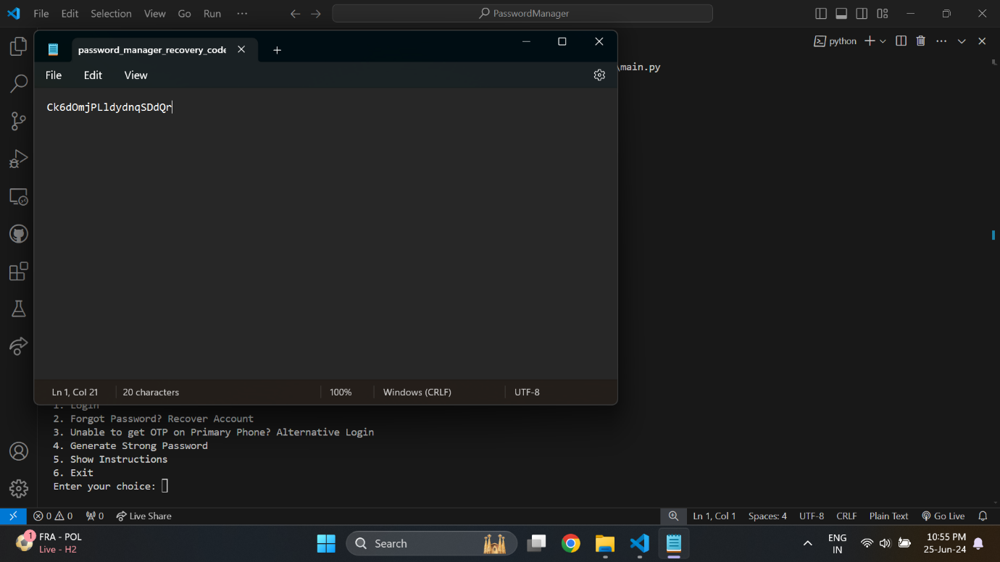 File Edit Selection View Go Run ···
PasswordManager
password_manager_recovery_code
File Edit View
python
\main.py
Ck6dOmjPLldydnqSDdQr
Ln 1, Col 21 20 characters 100% Windows (CRLF) UTF-8
1. Login
2. Forgot Password? Recover Account
3. Unable to get OTP on Primary Phone? Alternative Login
4. Generate Strong Password
5. Show Instructions
6. Exit
Enter your choice:
0 0 0 Live Share Ln 1, Col 1 Spaces: 4 UTF-8 CRLF Plain Text Go Live
1 FRA - POL
Live - H2
Search
ENG
IN
10:55 PM
25-Jun-24